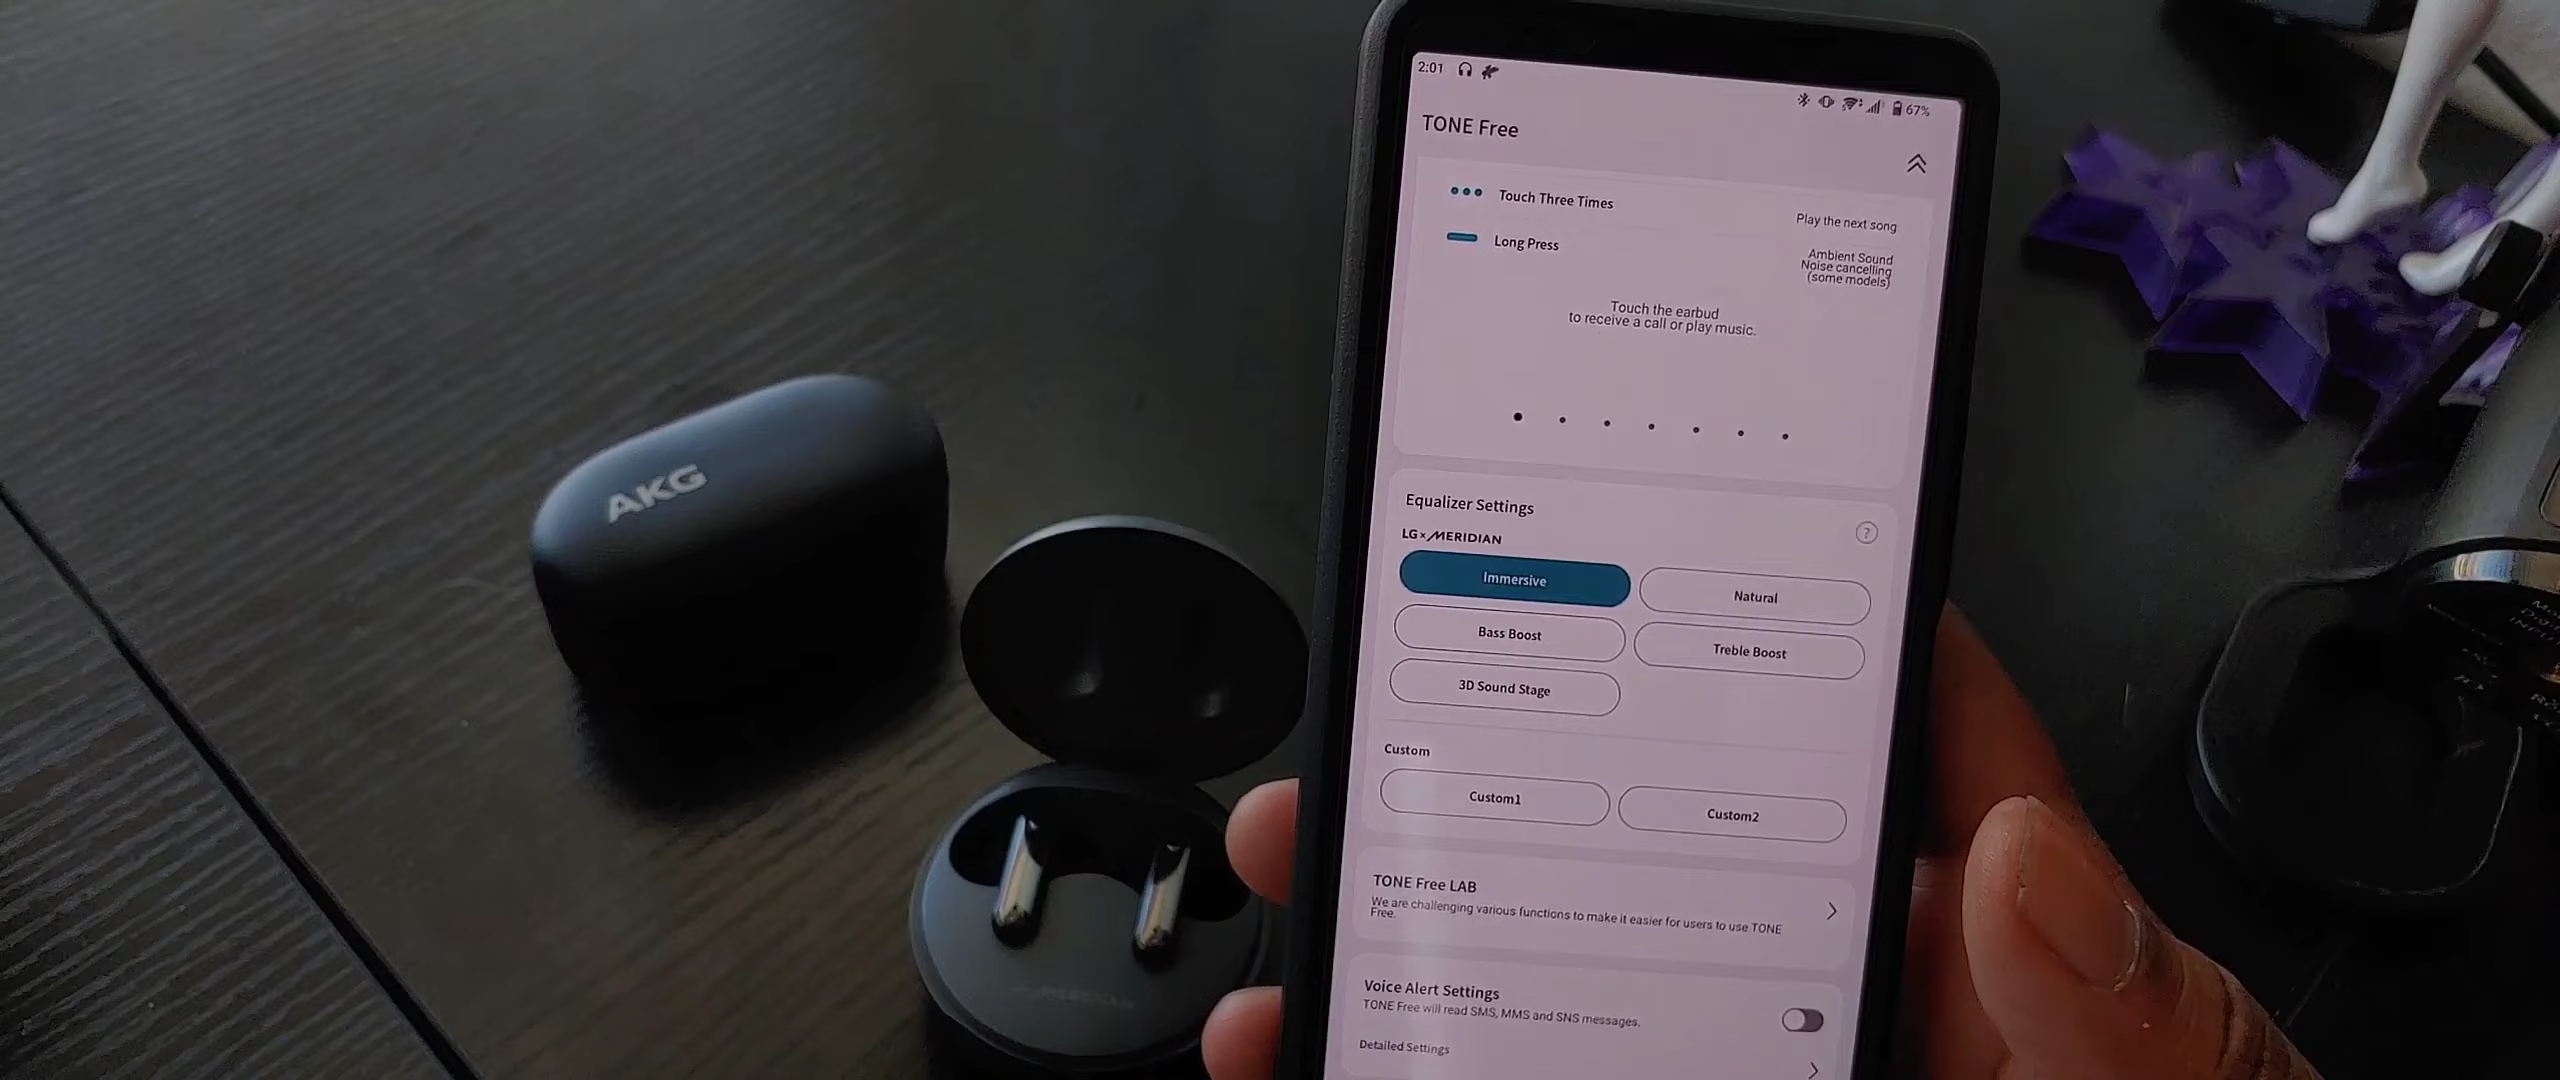 AKG
2:01
67%
TONE Free
Touch Three Times
Play the next song
Long Press
Ambient Sound
Noise cancelling
(some models)
Touch the earbud
to receive a call or play music.
Equalizer Settings
?
LG×MERIDIAN
Immersive
Natural
Bass Boost
Treble Boost
3D Sound Stage
Custom
Custom1
Custom2
TONE Free LAB
We are challenging various functions to make it easier for users to use TONE
Free.
Voice Alert Settings
TONE Free will read SMS, MMS and SNS messages.
Detailed Settings